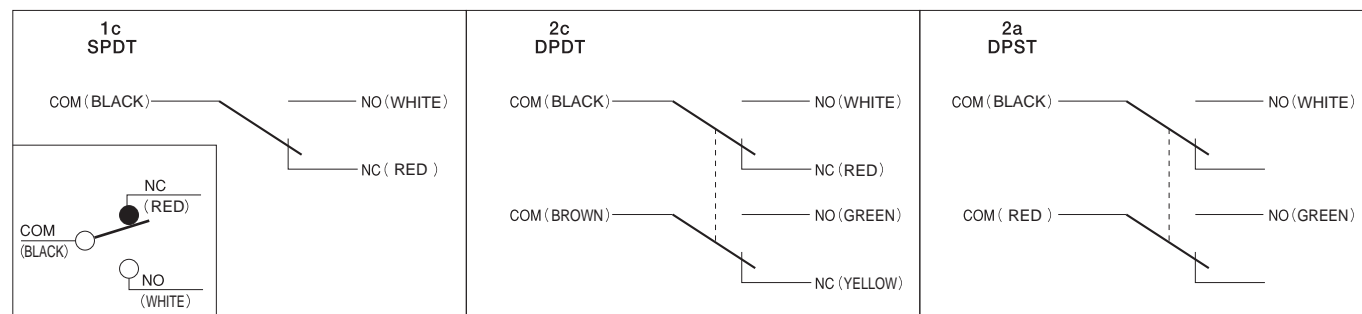 1c
SPDT
COM (BLACK)
NO (WHITE)
NC ( RED )
NC
(RED)
COM
(BLACK)
NO
(WHITE)
2c
DPDT
COM (BLACK)
NO (WHITE)
NC (RED)
COM (BROWN)
NO (GREEN)
NC (YELLOW)
2a
DPST
COM (BLACK)
NO (WHITE)
COM ( RED )
NO (GREEN)